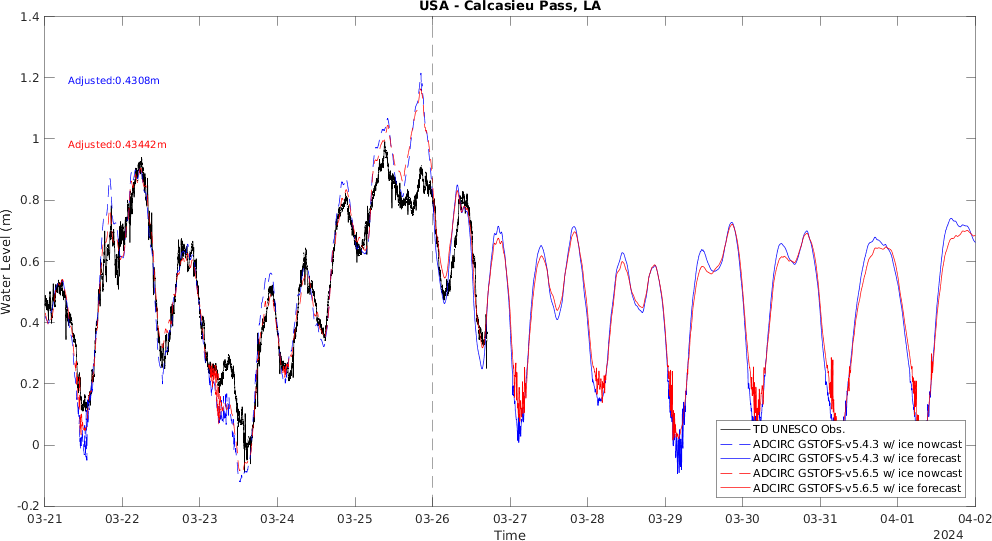 USA - Calcasieu Pass, LA
1.4
1.2
1
0.8
0.6
0.4
0.2
0
-0.2
Water Level (m)
Adjusted:0.4308m
Adjusted:0.43442m
TD UNESCO Obs.
ADCIRC GSTOFS-v5.4.3 w/ ice nowcast
ADCIRC GSTOFS-v5.4.3 w/ ice forecast
ADCIRC GSTOFS-v5.6.5 w/ ice nowcast
ADCIRC GSTOFS-v5.6.5 w/ ice forecast
03-21 03-22 03-23 03-24 03-25 03-26 03-27 03-28 03-29 03-30 03-31 04-01 04-02
Time
2024